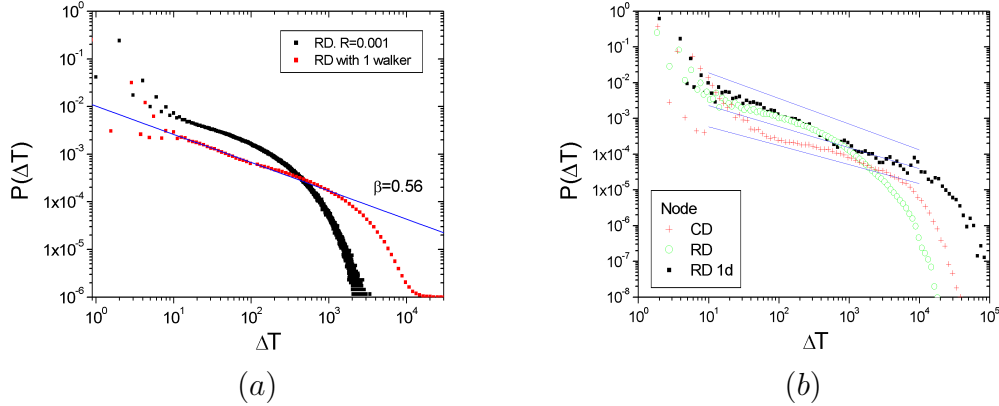 10^0
10^-1
10^-2
10^-3
1x10^-4
1x10^-5
10^-6
P(ΔT)
RD. R=0.001
RD with 1 walker
β=0.56
10^0 10^1 10^2 10^3 10^4
ΔT
(a)
10^0
10^-1
10^-2
10^-3
1x10^-4
10^-5
10^-6
10^-7
10^-8
P(ΔT)
Node
CD
RD
RD 1d
10^0 10^1 10^2 10^3 10^4 10^5
ΔT
(b)